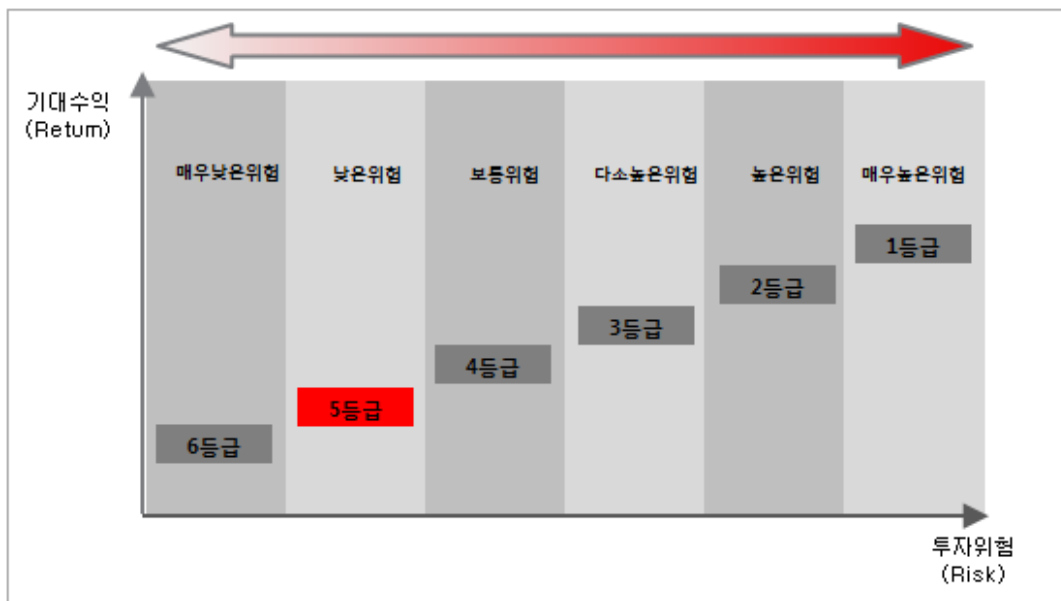 기대수익
(Retum)
매우낮은위험
낮은위험
보통위험
다소높은위험
높은위험
매우높은위험
1등급
2등급
3등급
4등급
5등급
6등급
투자위험
(Risk)